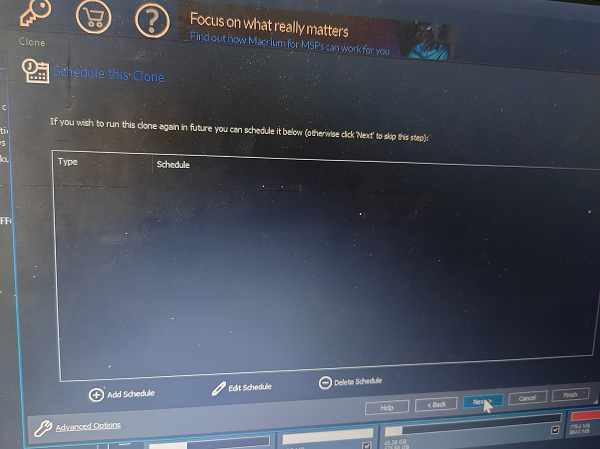 Focus on what really matters
Find out how Macrium for MSPs can work for you
Clone
Schedule this Clone
If you wish to run this clone again in future you can schedule it below (otherwise click 'Next' to skip this step):
Type Schedule
Add Schedule Edit Schedule Delete Schedule
Help < Back Next > Cancel Finish
Advanced Options